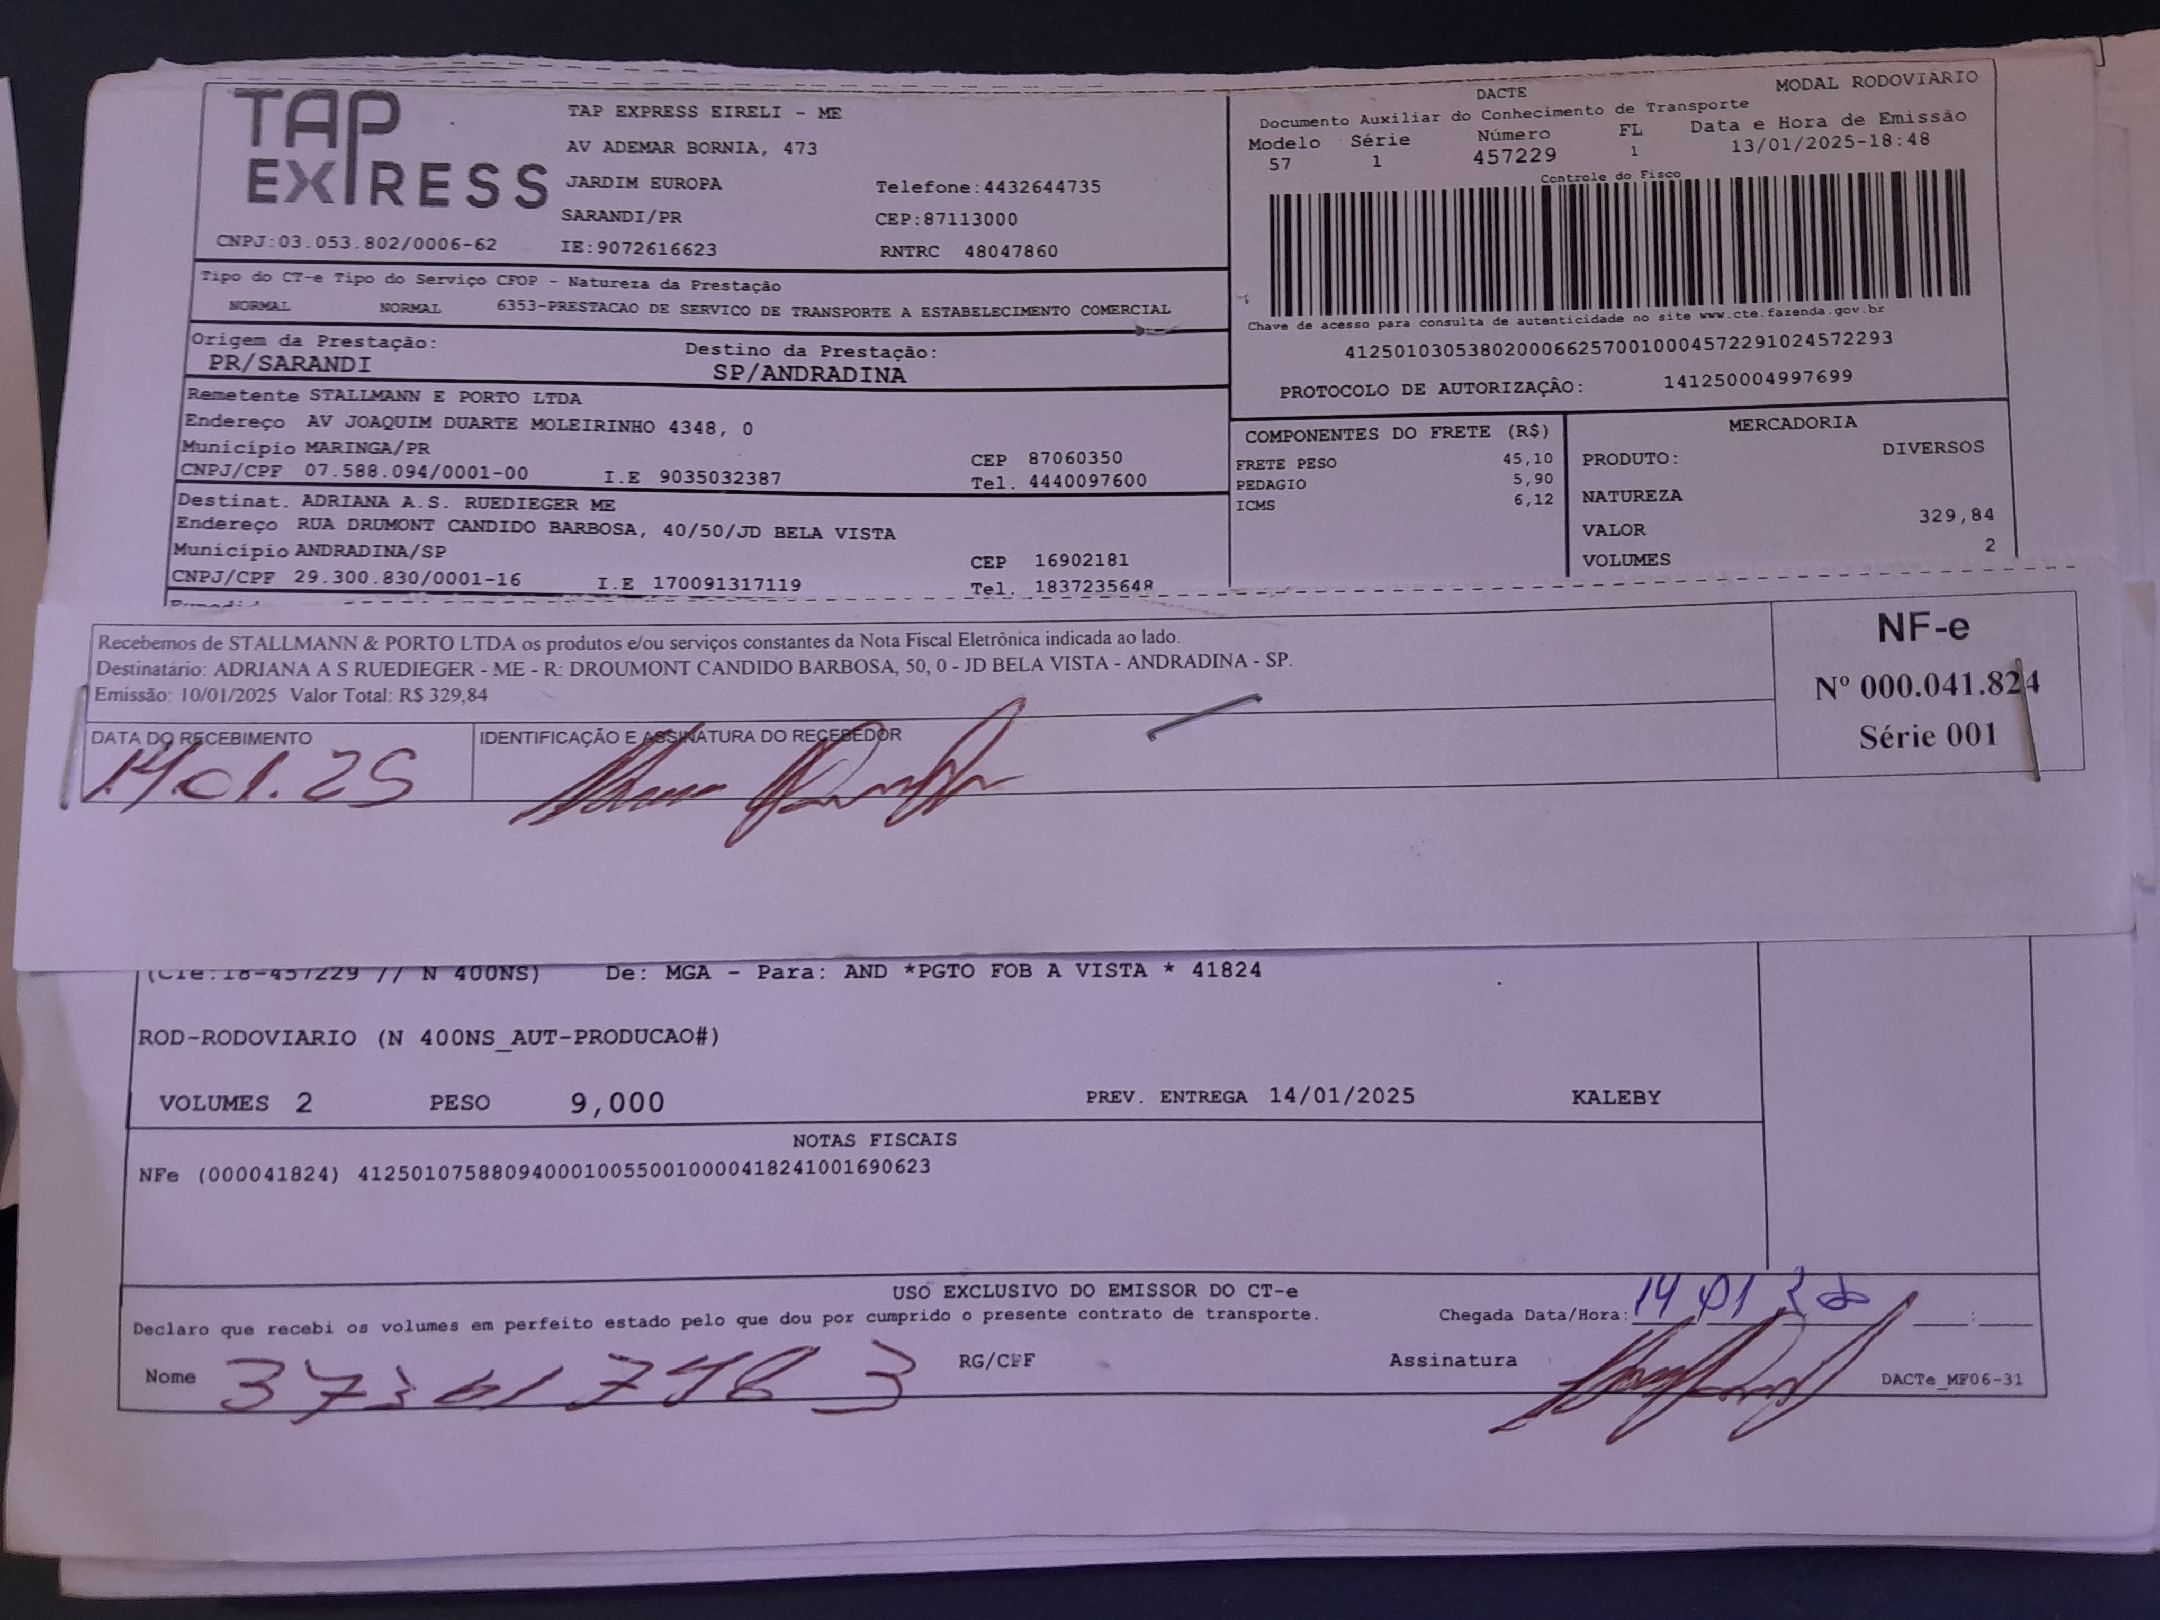 TAP EXPRESS
TAP EXPRESS EIRELI - ME
AV ADEMAR BORNIA, 473
JARDIM EUROPA Telefone:4432644735
SARANDI/PR CEP:87113000
CNPJ:03.053.802/0006-62 IE:9072616623 RNTRC 48047860
Tipo do CT-e Tipo do Serviço CFOP - Natureza da Prestação
NORMAL NORMAL 6353-PRESTACAO DE SERVICO DE TRANSPORTE A ESTABELECIMENTO COMERCIAL
Origem da Prestação: Destino da Prestação:
PR/SARANDI SP/ANDRADINA
Remetente STALLMANN E PORTO LTDA
Endereço AV JOAQUIM DUARTE MOLEIRINHO 4348, 0
Município MARINGA/PR CEP 87060350
CNPJ/CPF 07.588.094/0001-00 I.E 9035032387 Tel. 4440097600
Destinat. ADRIANA A.S. RUEDIEGER ME
Endereço RUA DRUMONT CANDIDO BARBOSA, 40/50/JD BELA VISTA
Município ANDRADINA/SP CEP 16902181
CNPJ/CPF 29.300.830/0001-16 I.E 170091317119 Tel. 1837235648
DACTE MODAL RODOVIÁRIO
Documento Auxiliar do Conhecimento de Transporte
Modelo Série Número FL Data e Hora de Emissão
57 1 457229 1 13/01/2025-18:48
Controle do Fisco
Chave de acesso para consulta de autenticidade no site www.cte.fazenda.gov.br
41250103053802000662570010004572291024572293
PROTOCOLO DE AUTORIZAÇÃO: 141250004997699
COMPONENTES DO FRETE (R$)
FRETE PESO 45,10
PEDAGIO 5,90
ICMS 6,12
MERCADORIA
PRODUTO: DIVERSOS
NATUREZA
VALOR 329,84
VOLUMES 2
Recebemos de STALLMANN & PORTO LTDA os produtos e/ou serviços constantes da Nota Fiscal Eletrônica indicada ao lado.
Destinatário: ADRIANA A S RUEDIEGER - ME - R: DROUMONT CANDIDO BARBOSA, 50, 0 - JD BELA VISTA - ANDRADINA - SP.
Emissão: 10/01/2025 Valor Total: R$ 329,84
DATA DO RECEBIMENTO IDENTIFICAÇÃO E ASSINATURA DO RECEBEDOR
14.01.25
NF-e
Nº 000.041.824
Série 001
(Cte:18-457229 // N 400NS) De: MGA - Para: AND *PGTO FOB A VISTA * 41824
ROD-RODOVIARIO (N 400NS_AUT-PRODUCAO#)
VOLUMES 2 PESO 9,000 PREV. ENTREGA 14/01/2025 KALEBY
NOTAS FISCAIS
NFe (000041824) 41250107588094000100550010000418241001690623
USO EXCLUSIVO DO EMISSOR DO CT-e
Declaro que recebi os volumes em perfeito estado pelo que dou por cumprido o presente contrato de transporte. Chegada Data/Hora: 14 01
Nome RG/CPF Assinatura DACTe_MF06-31